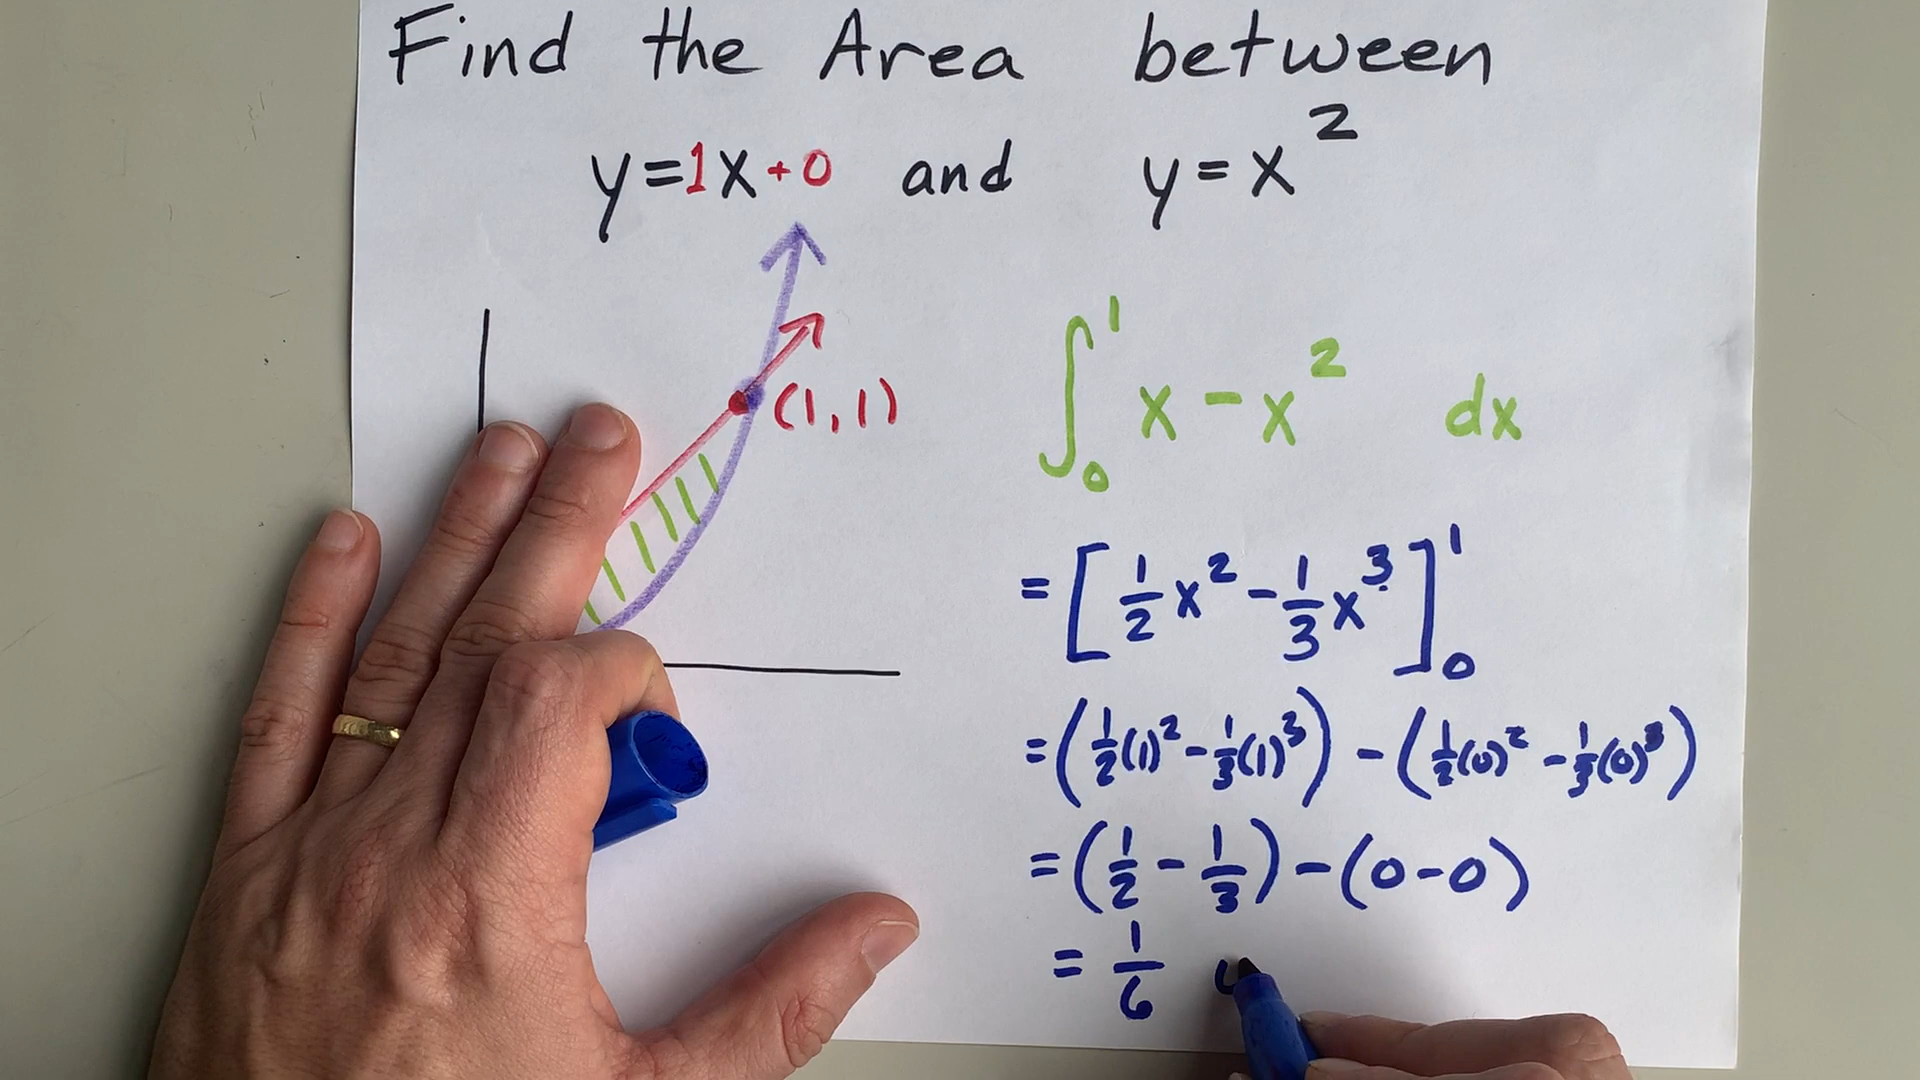 Find the Area between
y=1x+0 and y=x²
(1,1)
∫₀¹ x-x² dx
=[1/2x²-1/3x³]₀¹
=(1/2(1)²-1/3(1)³)-(1/2(0)²-1/3(0)³)
=(1/2-1/3)-(0-0)
=1/6 u